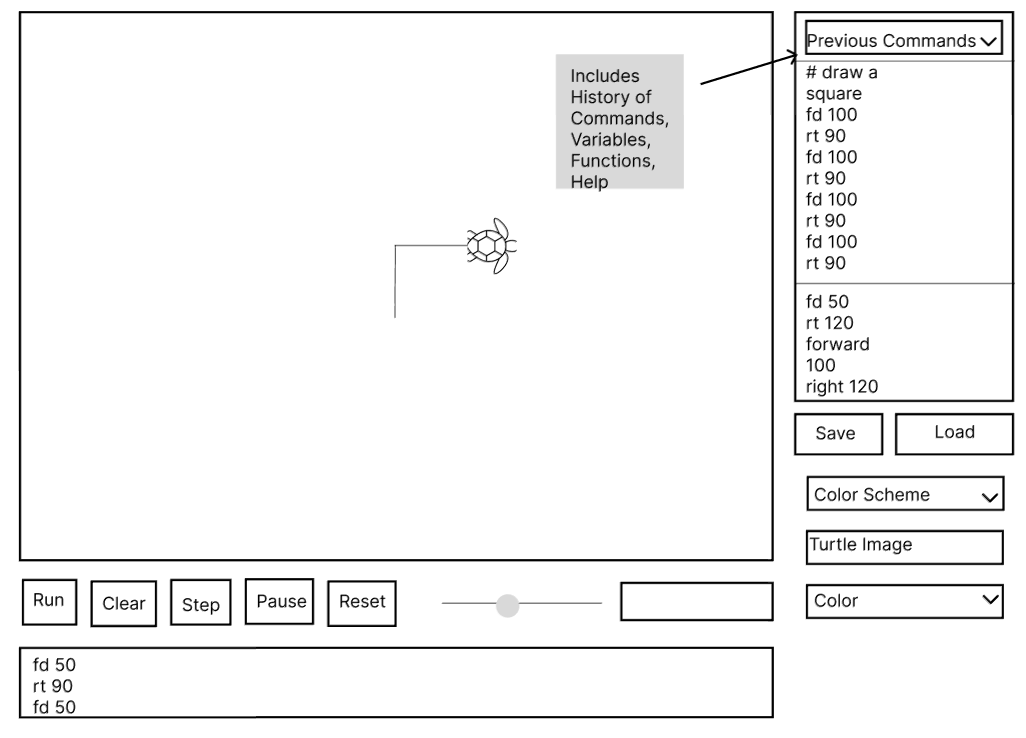 Includes
History of
Commands,
Variables,
Functions,
Help
Previous Commands
# draw a
square
fd 100
rt 90
fd 100
rt 90
fd 100
rt 90
fd 100
rt 90
fd 50
rt 120
forward
100
right 120
Save
Load
Color Scheme
Turtle Image
Color
Run
Clear
Step
Pause
Reset
fd 50
rt 90
fd 50